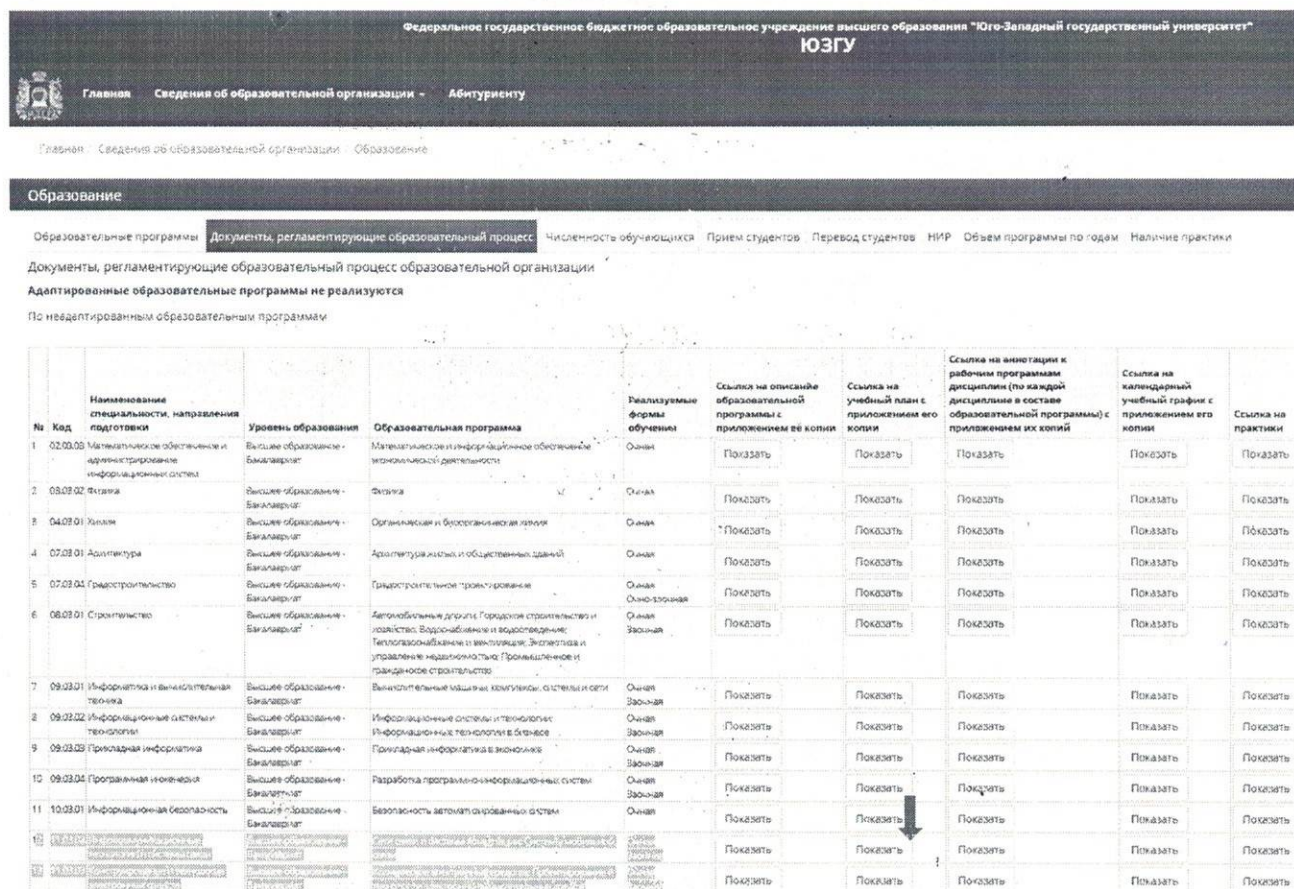 Федеральное государственное бюджетное образовательное учреждение высшего образования "Юго-Западный государственный университет"
ЮЗГУ
Главная Сведения об образовательной организации Абитуриенту
Главная Сведения об образовательной организации Образование
Образование
Образовательные программы Документы, регламентирующие образовательный процесс Численность обучающихся Прием студентов Перевод студентов НИР Объем программы по годам Наличие практики
Документы, регламентирующие образовательный процесс образовательной организации
Адаптированные образовательные программы не реализуются
По неадаптированным образовательным программам
№ Код
Наименование
специальности, направления
подготовки
Уровень образования
Образовательная программа
Реализуемые
формы
обучения
Ссылка на описание
образовательной
программы с
приложением её копии
Ссылка на
учебный план с
приложением его
копии
Ссылка на аннотации к
рабочим программам
дисциплин (по каждой
дисциплине в составе
образовательной программы) с
приложением их копий
Ссылка на
календарный
учебный график с
приложением его
копии
Ссылка на
практики
1 02.03.03 Математическое обеспечение и
администрирование
информационных систем
Высшее образование -
Бакалавриат
Математическое и информационное обеспечение
экономической деятельности
Очная
Показать Показать Показать Показать Показать
2 03.03.02 Физика
Высшее образование -
Бакалавриат
Физика
Очная
Показать Показать Показать Показать Показать
3 04.03.01 Химия
Высшее образование -
Бакалавриат
Органическая и биоорганическая химия
Очная
Показать Показать Показать Показать Показать
4 07.03.01 Архитектура
Высшее образование -
Бакалавриат
Архитектура жилых и общественных зданий
Очная
Показать Показать Показать Показать Показать
5 07.03.04 Градостроительство
Высшее образование -
Бакалавриат
Градостроительное проектирование
Очная
Очно-заочная
Показать Показать Показать Показать Показать
6 08.03.01 Строительство
Высшее образование -
Бакалавриат
Автомобильные дороги; Городское строительство и
хозяйство; Водоснабжение и водоотведение;
Теплогазоснабжение и вентиляция; Экспертиза и
управление недвижимостью; Промышленное и
гражданское строительство
Очная
Заочная
Показать Показать Показать Показать Показать
7 09.03.01 Информатика и вычислительная
техника
Высшее образование -
Бакалавриат
Вычислительные машины, комплексы, системы и сети
Очная
Заочная
Показать Показать Показать Показать Показать
8 09.03.02 Информационные системы и
технологии
Высшее образование -
Бакалавриат
Информационные системы и технологии;
Информационные технологии в бизнесе
Очная
Заочная
Показать Показать Показать Показать Показать
9 09.03.03 Прикладная информатика
Высшее образование -
Бакалавриат
Прикладная информатика в экономике
Очная
Заочная
Показать Показать Показать Показать Показать
10 09.03.04 Программная инженерия
Высшее образование -
Бакалавриат
Разработка программно-информационных систем
Очная
Заочная
Показать Показать Показать Показать Показать
11 10.03.01 Информационная безопасность
Высшее образование -
Бакалавриат
Безопасность автоматизированных систем
Очная
Показать Показать Показать Показать Показать
Показать Показать Показать Показать Показать
Показать Показать Показать Показать Показать